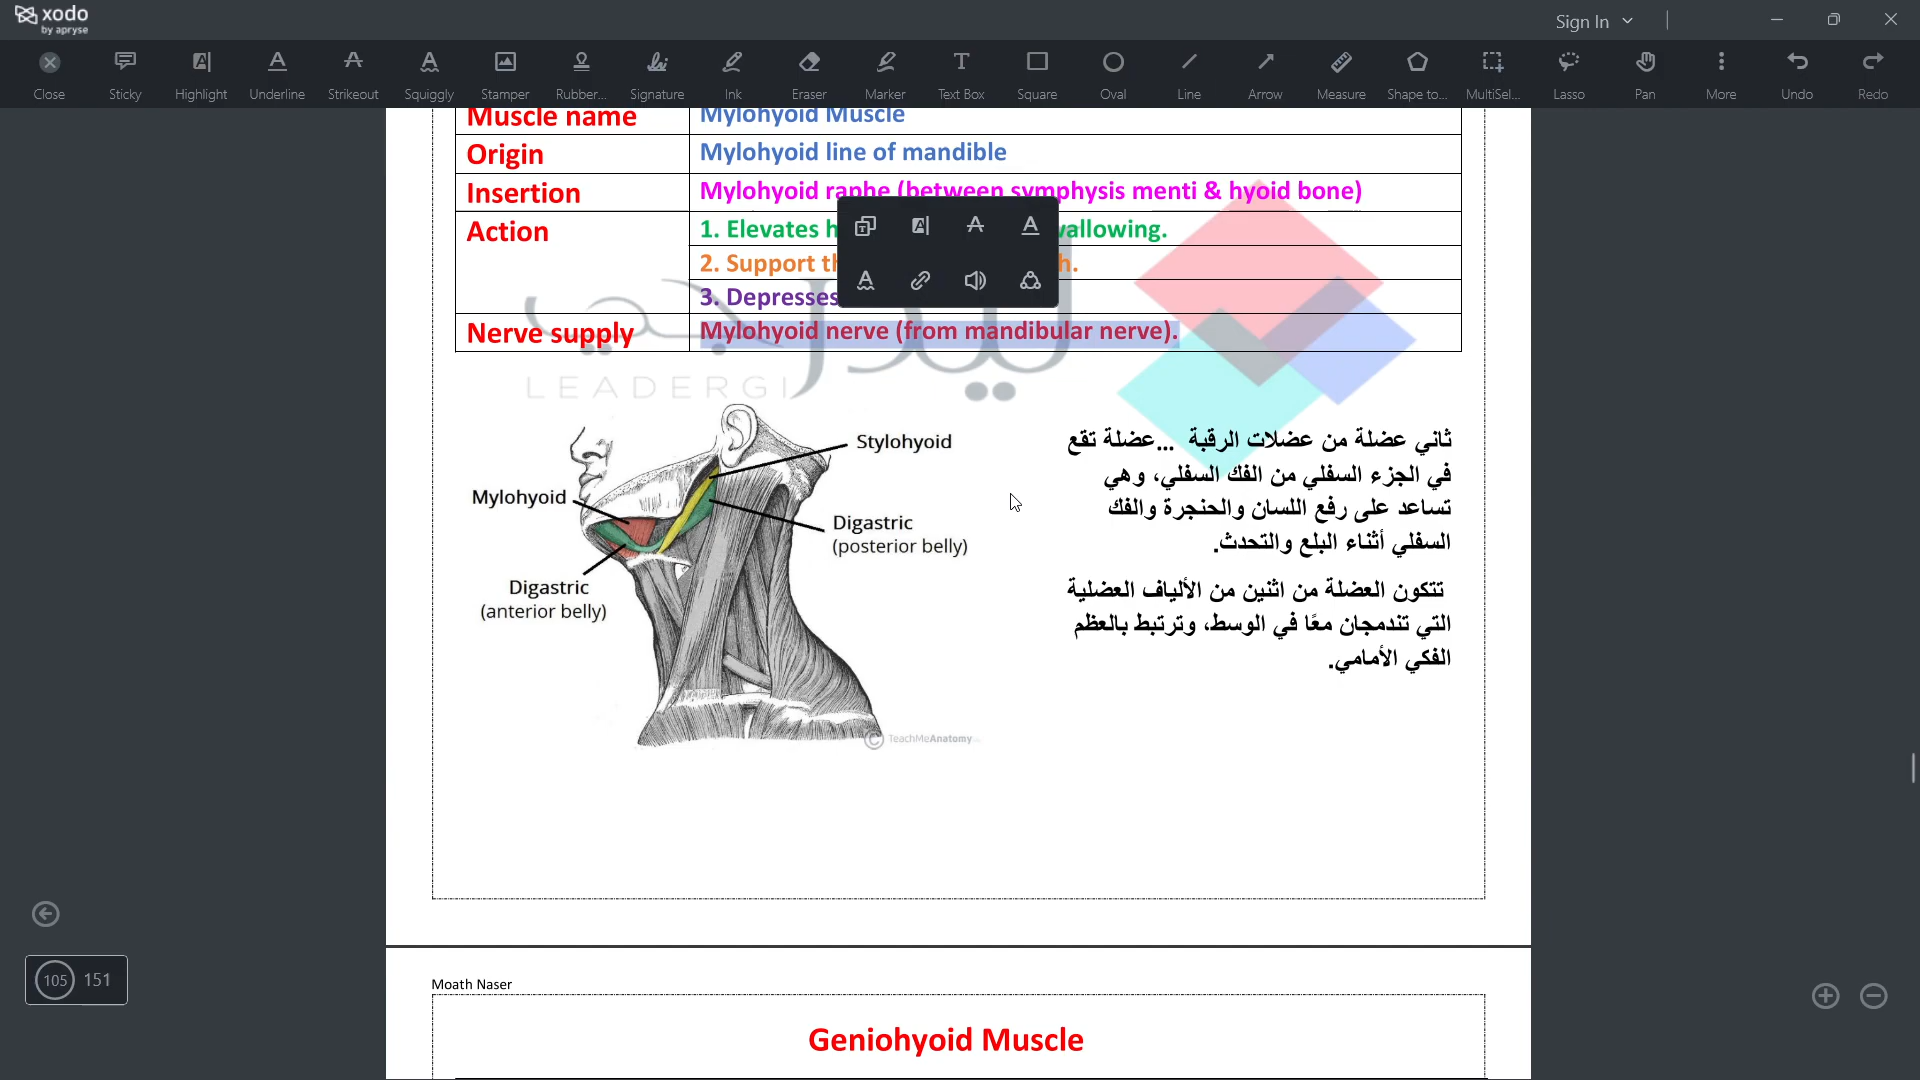 xodo
by apryse
Sign In
Close
Sticky
Highlight
Underline
Strikeout
Squiggly
Stamper
Rubber...
Signature
Ink
Eraser
Marker
Text Box
Square
Oval
Line
Arrow
Measure
Shape to...
MultiSel...
Lasso
Pan
More
Undo
Redo
Muscle name Mylohyoid Muscle
Origin Mylohyoid line of mandible
Insertion Mylohyoid raphe (between symphysis menti & hyoid bone)
Action 1. Elevates
2. Support
3. Depresses
Nerve supply Mylohyoid nerve (from mandibular nerve).
ليدرجي
LEADERGI
Stylohyoid
Mylohyoid
Digastric
(posterior belly)
Digastric
(anterior belly)
© TeachMeAnatomy
ثاني عضلة من عضلات الرقبة ...عضلة تقع
في الجزء السفلي من الفك السفلي، وهي
تساعد على رفع اللسان والحنجرة والفك
السفلي أثناء البلع والتحدث.
تتكون العضلة من اثنين من الألياف العضلية
التي تندمجان معًا في الوسط، وترتبط بالعظم
الفكي الأمامي.
105 151
Moath Naser
Geniohyoid Muscle